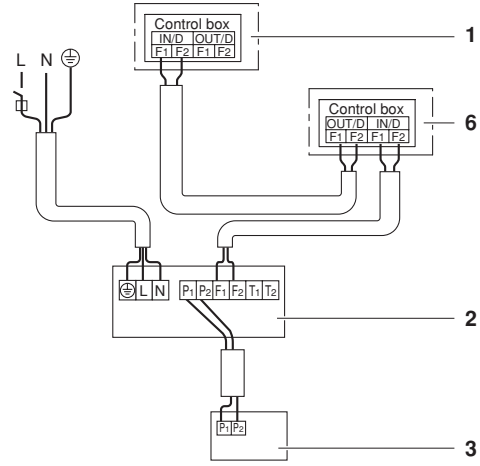 Control box
IN/D OUT/D
F1 F2 F1 F2
1
L N
Control box
OUT/D IN/D
F1 F2 F1 F2
6
L N
P1 P2 F1 F2 T1 T2
2
P1 P2
3